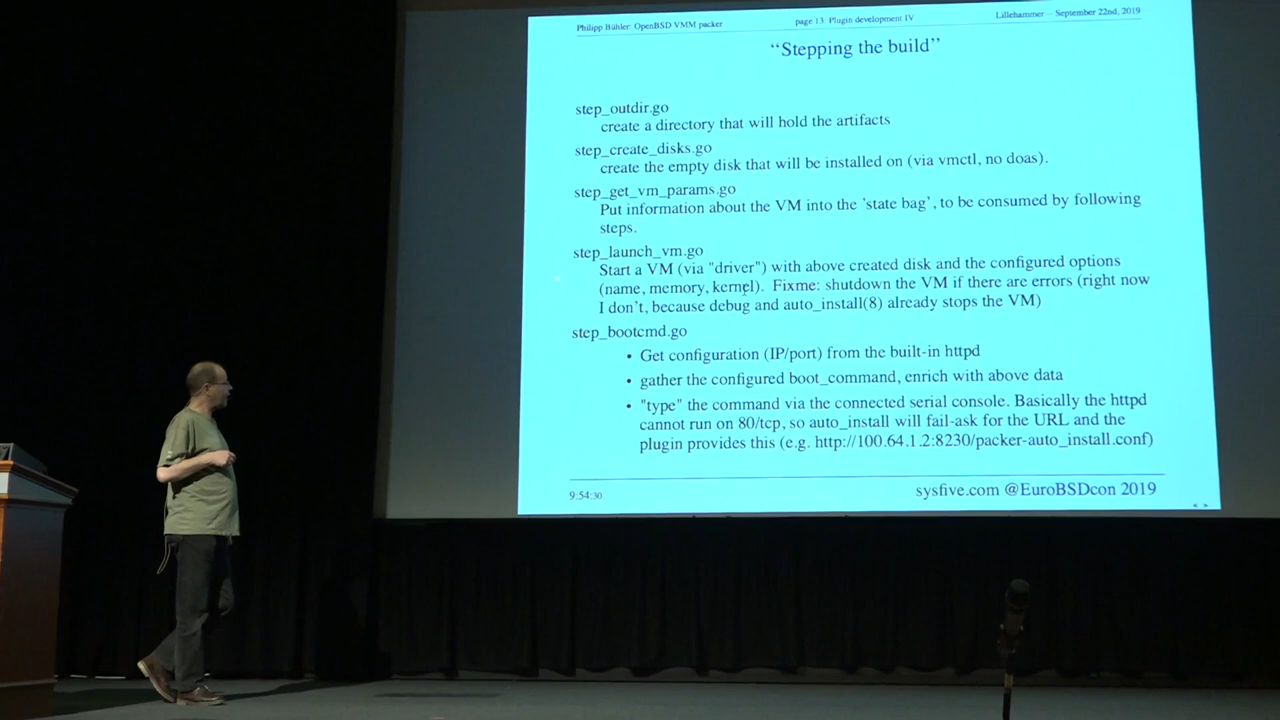 Philipp Bühler: OpenBSD VMM packer page 13 Plugin development IV Lillehammer – September 22nd, 2019
“Stepping the build”
step_outdir.go
create a directory that will hold the artifacts
step_create_disks.go
create the empty disk that will be installed on (via vmctl, no doas).
step_get_vm_params.go
Put information about the VM into the 'state bag', to be consumed by following
steps.
step_launch_vm.go
Start a VM (via "driver") with above created disk and the configured options
(name, memory, kernel). Fixme: shutdown the VM if there are errors (right now
I don't, because debug and auto_install(8) already stops the VM)
step_bootcmd.go
• Get configuration (IP/port) from the built-in httpd
• gather the configured boot_command, enrich with above data
• "type" the command via the connected serial console. Basically the httpd
cannot run on 80/tcp, so auto_install will fail-ask for the URL and the
plugin provides this (e.g. http://100.64.1.2:8230/packer-auto_install.conf)
9:54:30 sysfive.com @EuroBSDcon 2019